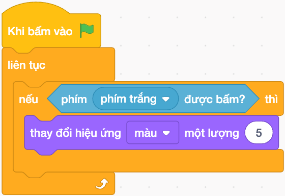 Khi bấm vào
liên tục
nếu phím phím trắng được bấm? thì
thay đổi hiệu ứng màu một lượng 5